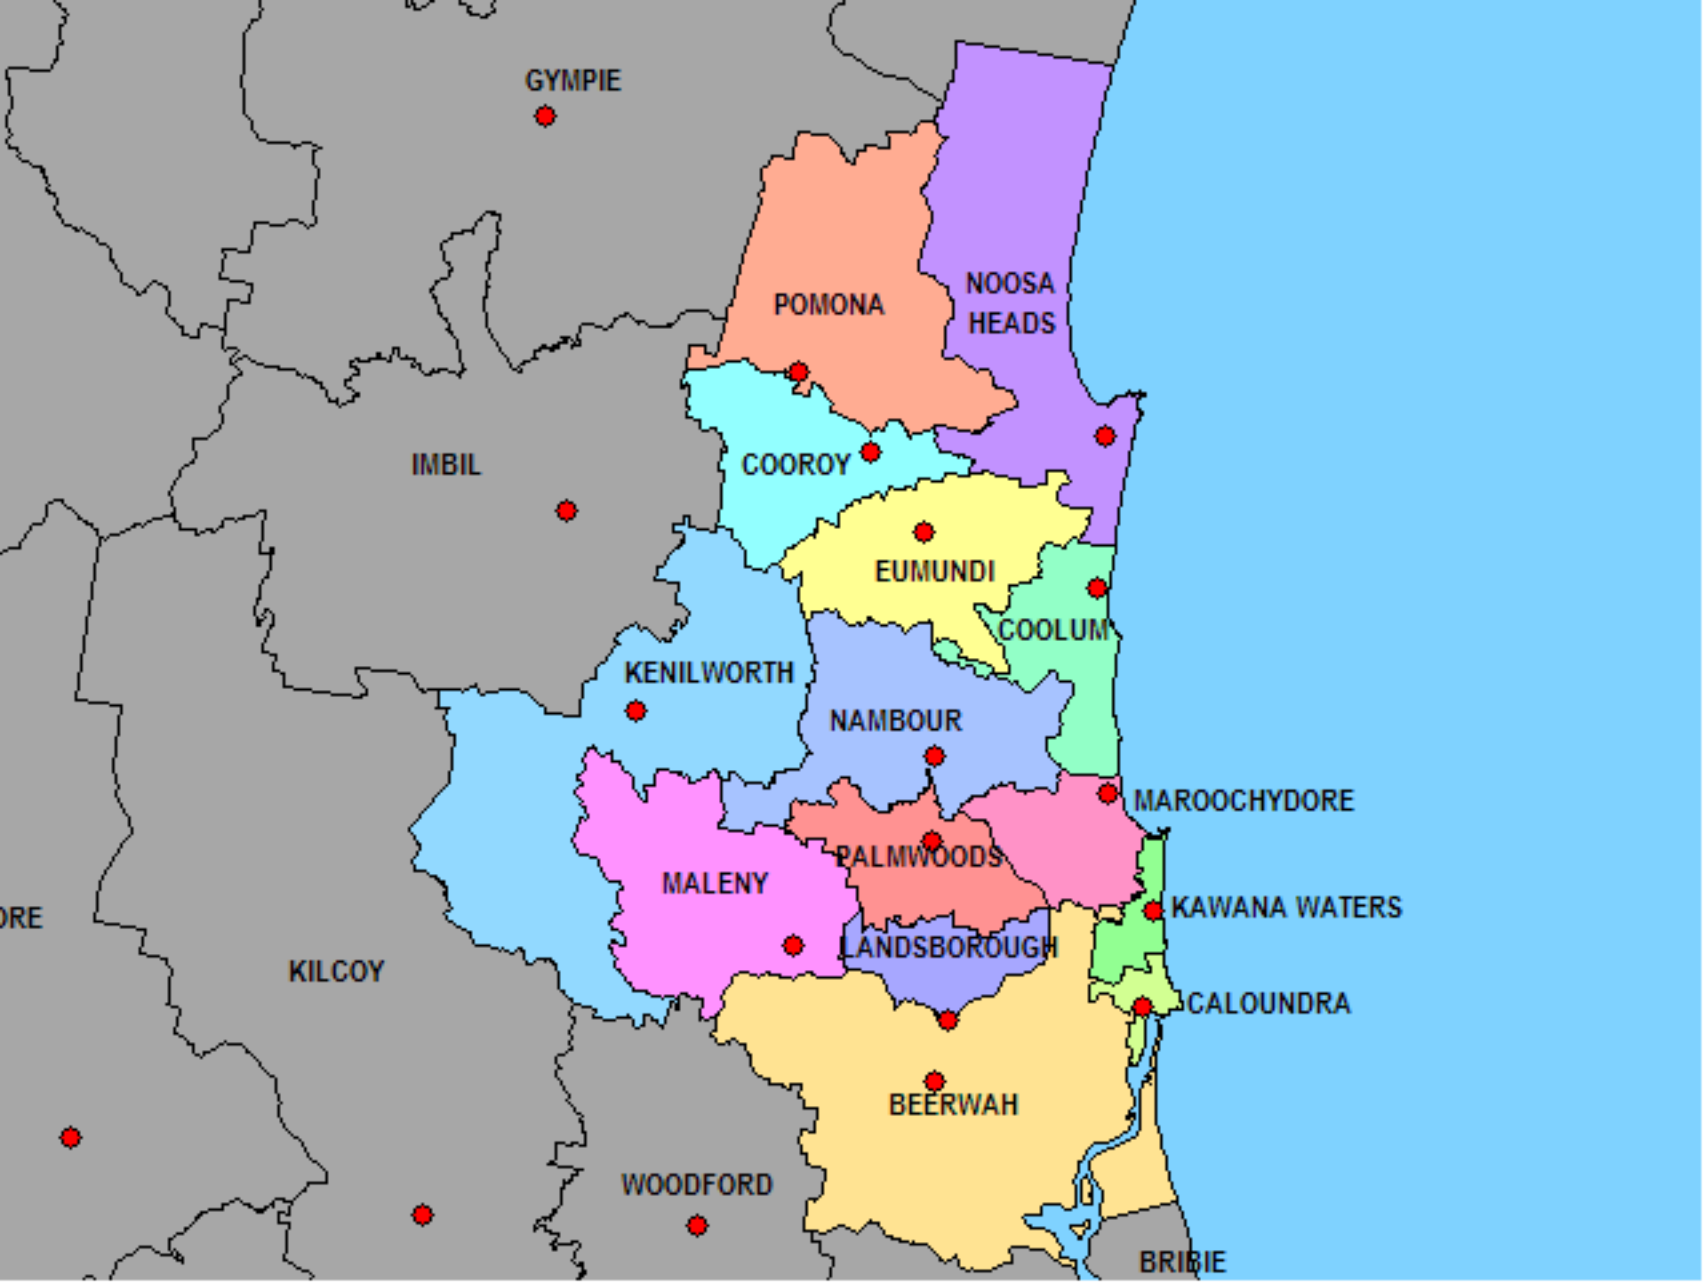 GYMPIE
NOOSA
HEADS
POMONA
IMBIL
COOROY
EUMUNDI
COOLUM
KENILWORTH
NAMBOUR
MAROOCHYDORE
PALMWOODS
MALENY
KAWANA WATERS
ORE
LANDSBOROUGH
KILCOY
CALOUNDRA
BEERWAH
WOODFORD
BRIBIE